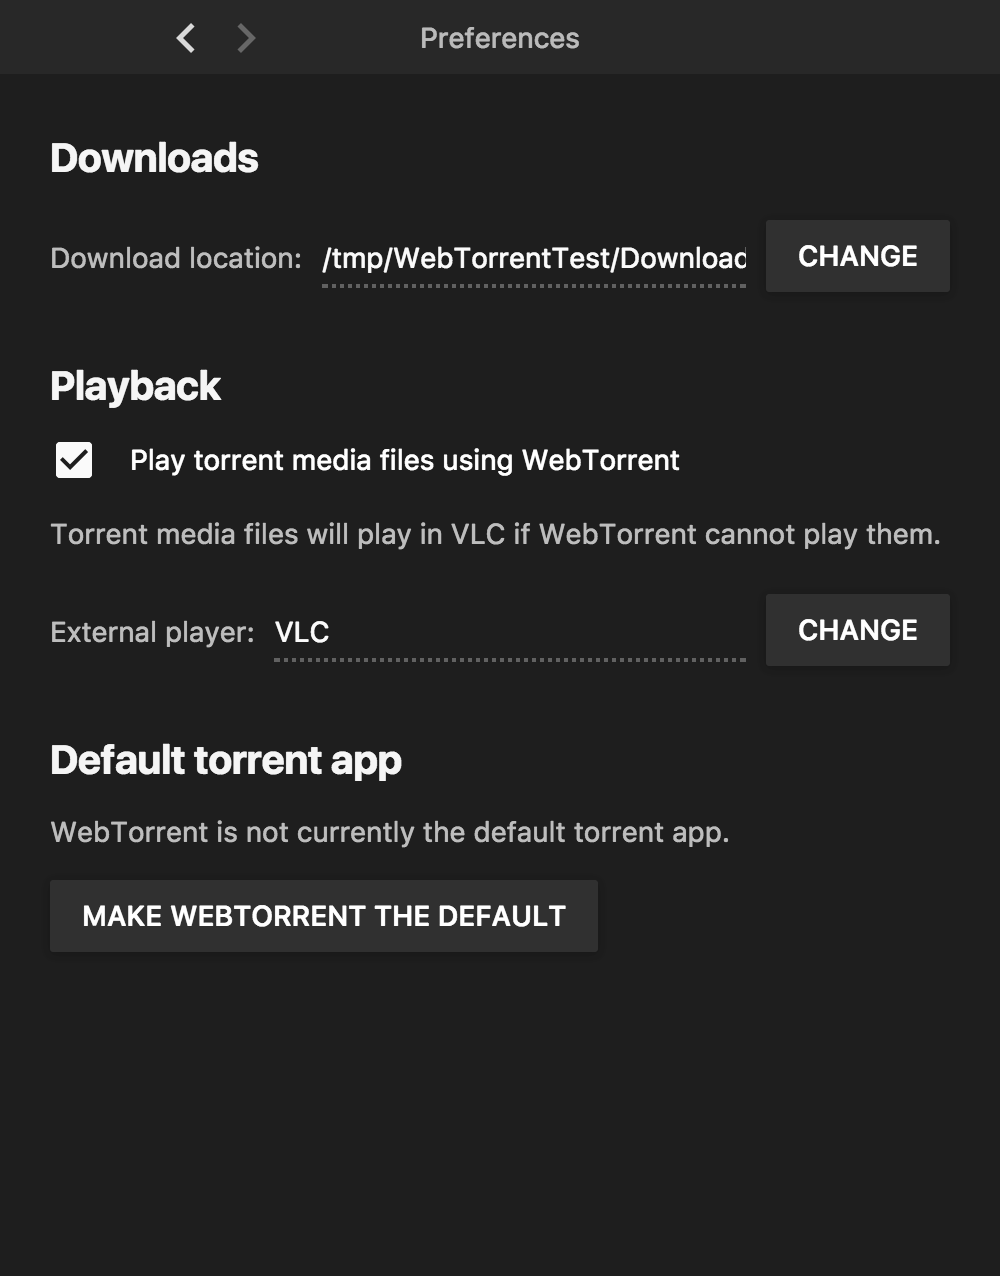 Preferences
Downloads
Download location: /tmp/WebTorrentTest/Download CHANGE
Playback
Play torrent media files using WebTorrent
Torrent media files will play in VLC if WebTorrent cannot play them.
External player: VLC CHANGE
Default torrent app
WebTorrent is not currently the default torrent app.
MAKE WEBTORRENT THE DEFAULT